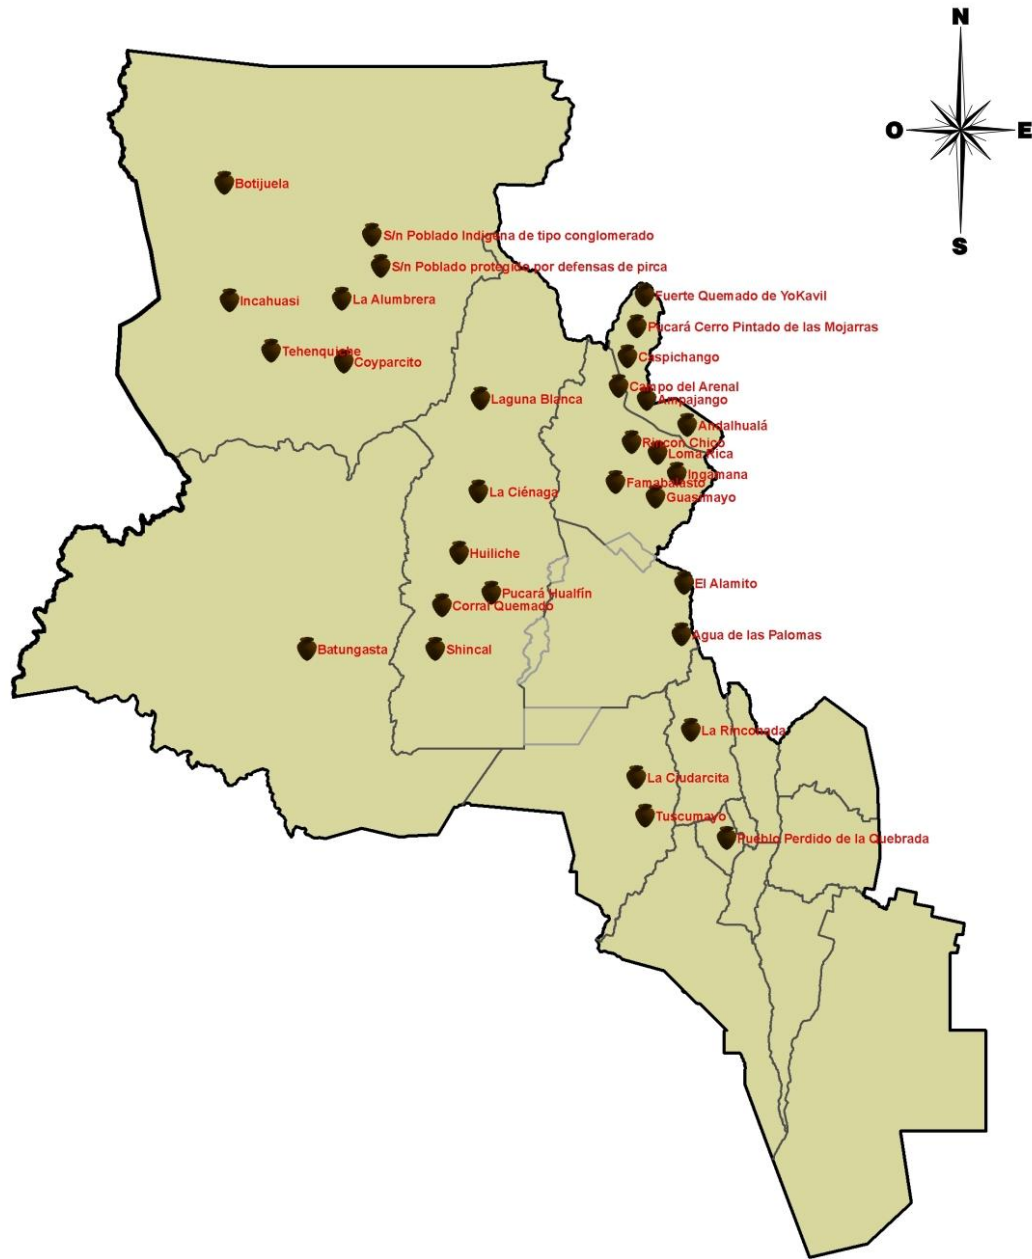 N
O
E
S
Botijuela
S/n Poblado Indigena de tipo conglomerado
S/n Poblado protegido por defensas de pirca
Incahuasi
La Alumbrera
Fuerte Quemado de YoKavil
Pucará Cerro Pintado de las Mojarras
Tehenquiche
Coyparcito
Caspichango
Campo del Arenal
Ampajango
Laguna Blanca
Andalhualá
Rincon Chico
Loma Rica
Ingamana
Famabalasto
Guasimayo
La Ciénaga
Huiliche
El Alamito
Pucará Hualfín
Corral Quemado
Agua de las Palomas
Batungasta
Shincal
La Rinconada
La Ciudarcita
Tuscumayo
Pueblo Perdido de la Quebrada